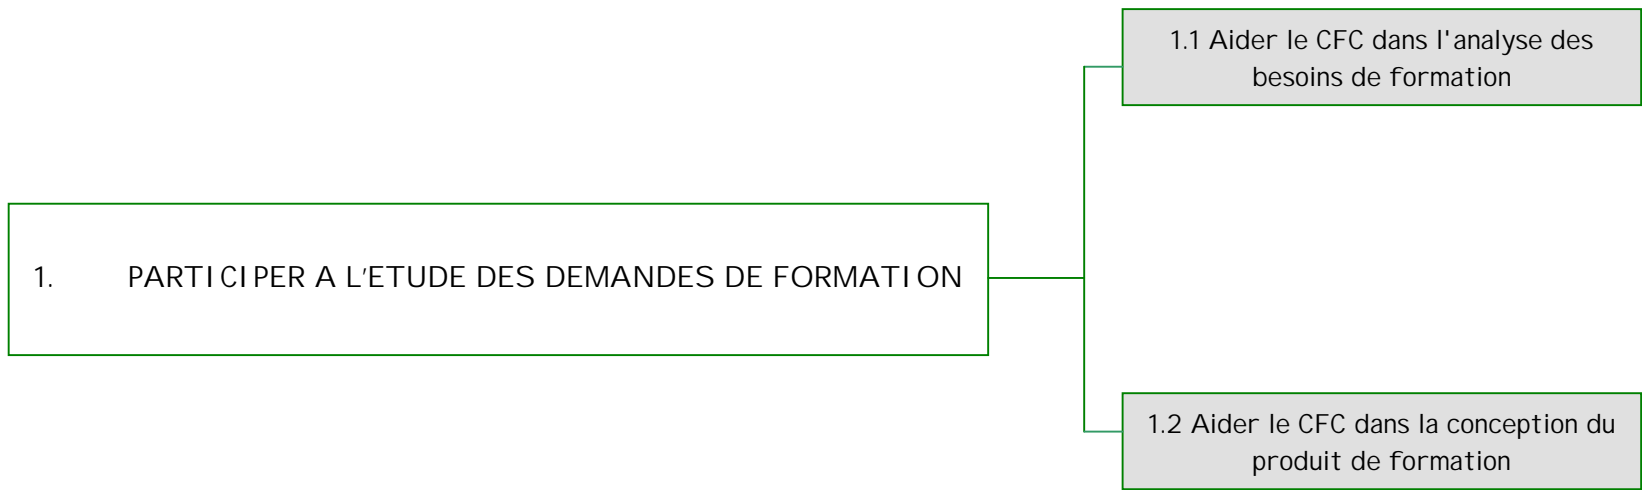 1.1 Aider le CFC dans l'analyse des
besoins de formation
1. PARTICIPER A L’ETUDE DES DEMANDES DE FORMATION
1.2 Aider le CFC dans la conception du
produit de formation